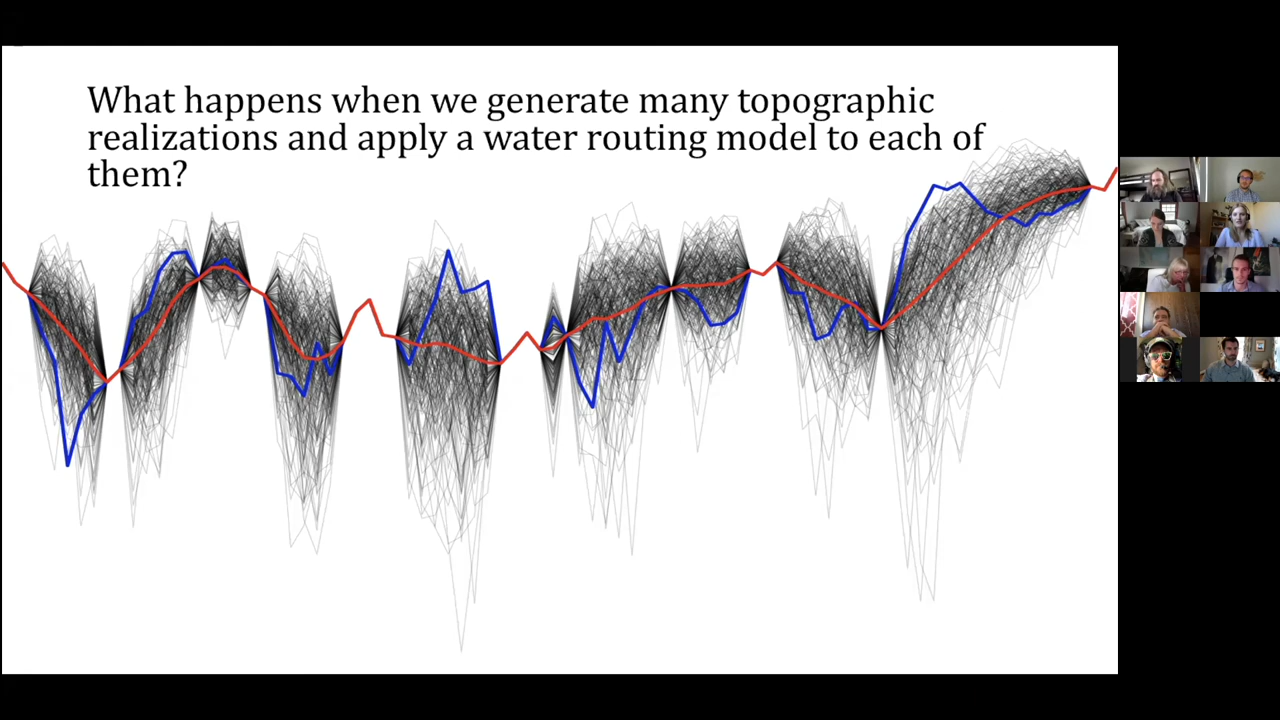 What happens when we generate many topographic
realizations and apply a water routing model to each of
them?